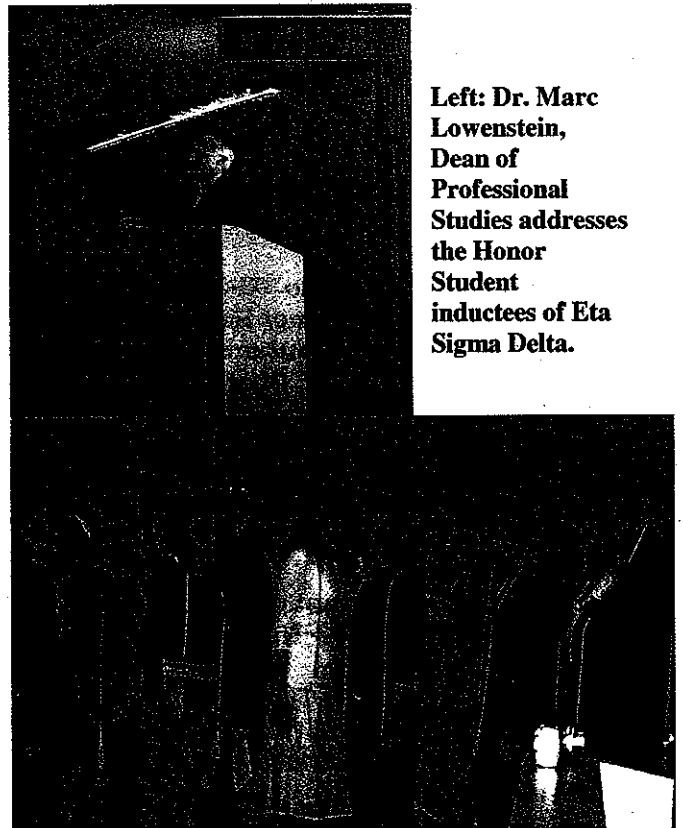 Left: Dr. Marc
Lowenstein,
Dean of
Professional
Studies addresses
the Honor
Student
inductees of Eta
Sigma Delta.